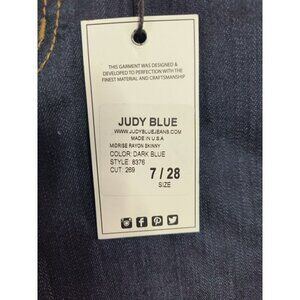 THIS GARMENT WAS DESIGNED &
DEVELOPED TO PERFECTION WITH THE
FINEST MATERIAL AND CRAFTSMANSHIP
JUDY BLUE
WWW.JUDYBLUEJEANS.COM
MADE IN U.S.A
MIDRISE RAYON SKINNY
COLOR: DARK BLUE
STYLE: 8376
CUT: 269
7 / 28
SIZE